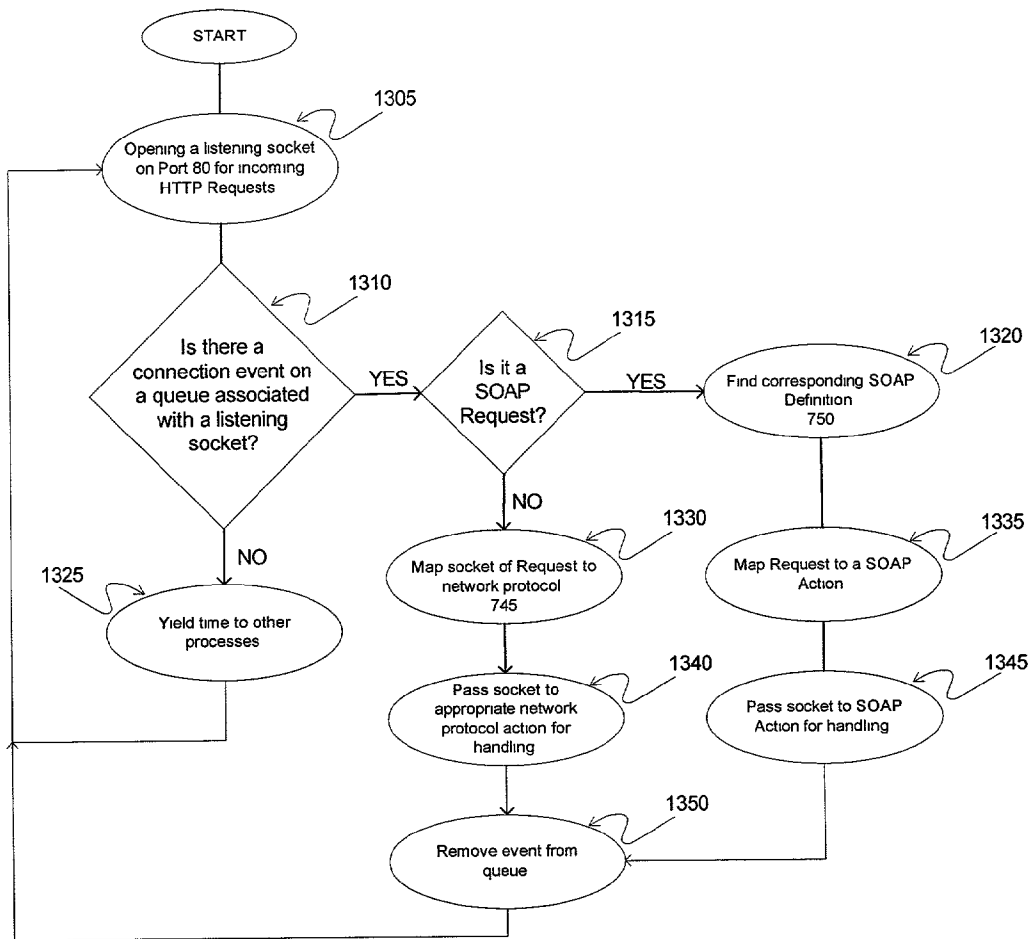 START
1305
Opening a listening socket
on Port 80 for incoming
HTTP Requests
1310
Is there a
connection event on
a queue associated
with a listening
socket?
YES
1315
Is it a
SOAP
Request?
YES
1320
Find corresponding SOAP
Definition
750
NO
NO
1325
Yield time to other
processes
1330
Map socket of Request to
network protocol
745
1335
Map Request to a SOAP
Action
1340
Pass socket to
appropriate network
protocol action for
handling
1345
Pass socket to SOAP
Action for handling
1350
Remove event from
queue